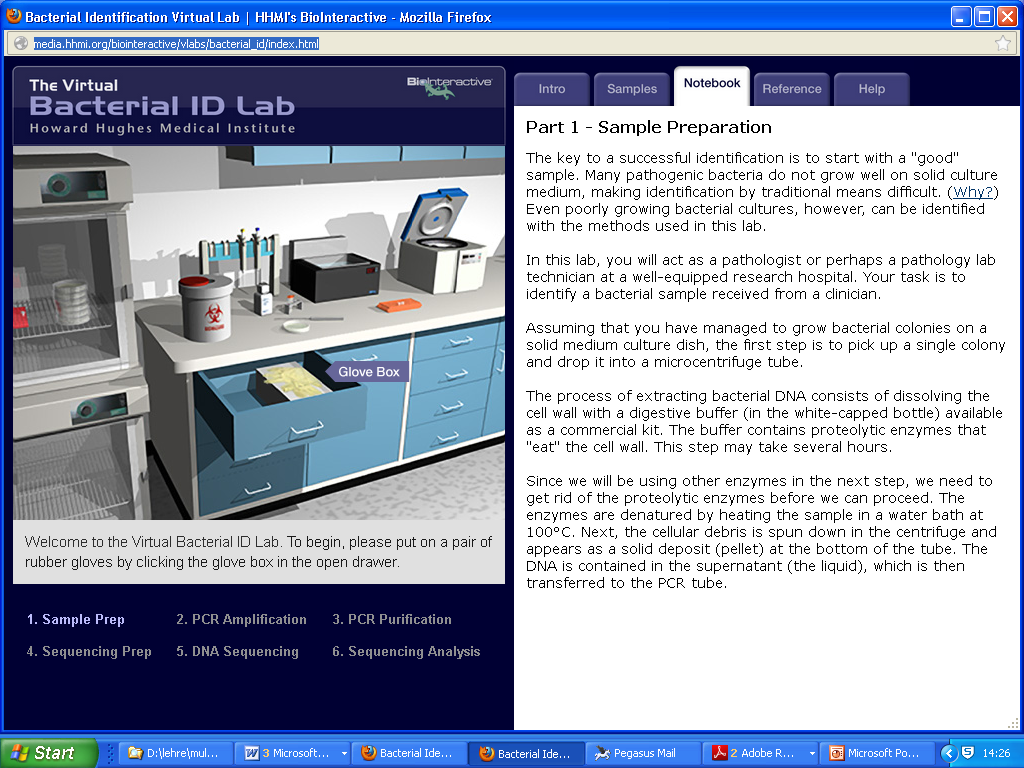 Bacterial Identification Virtual Lab | HHMI's BioInteractive - Mozilla Firefox
media.hhmi.org/biointeractive/vlabs/bacterial_id/index.html
The Virtual
Bacterial ID Lab
Howard Hughes Medical Institute
BioInteractive
Intro
Samples
Notebook
Reference
Help
Glove Box
Welcome to the Virtual Bacterial ID Lab. To begin, please put on a pair of
rubber gloves by clicking the glove box in the open drawer.
1. Sample Prep
2. PCR Amplification
3. PCR Purification
4. Sequencing Prep
5. DNA Sequencing
6. Sequencing Analysis
Part 1 - Sample Preparation
The key to a successful identification is to start with a "good"
sample. Many pathogenic bacteria do not grow well on solid culture
medium, making identification by traditional means difficult. (Why?)
Even poorly growing bacterial cultures, however, can be identified
with the methods used in this lab.
In this lab, you will act as a pathologist or perhaps a pathology lab
technician at a well-equipped research hospital. Your task is to
identify a bacterial sample received from a clinician.
Assuming that you have managed to grow bacterial colonies on a
solid medium culture dish, the first step is to pick up a single colony
and drop it into a microcentrifuge tube.
The process of extracting bacterial DNA consists of dissolving the
cell wall with a digestive buffer (in the white-capped bottle) available
as a commercial kit. The buffer contains proteolytic enzymes that
"eat" the cell wall. This step may take several hours.
Since we will be using other enzymes in the next step, we need to
get rid of the proteolytic enzymes before we can proceed. The
enzymes are denatured by heating the sample in a water bath at
100°C. Next, the cellular debris is spun down in the centrifuge and
appears as a solid deposit (pellet) at the bottom of the tube. The
DNA is contained in the supernatant (the liquid), which is then
transferred to the PCR tube.
Start
D:\lehre\mul...
3 Microsoft...
Bacterial Ide...
Bacterial Ide...
Pegasus Mail
2 Adobe R...
Microsoft Po...
14:26